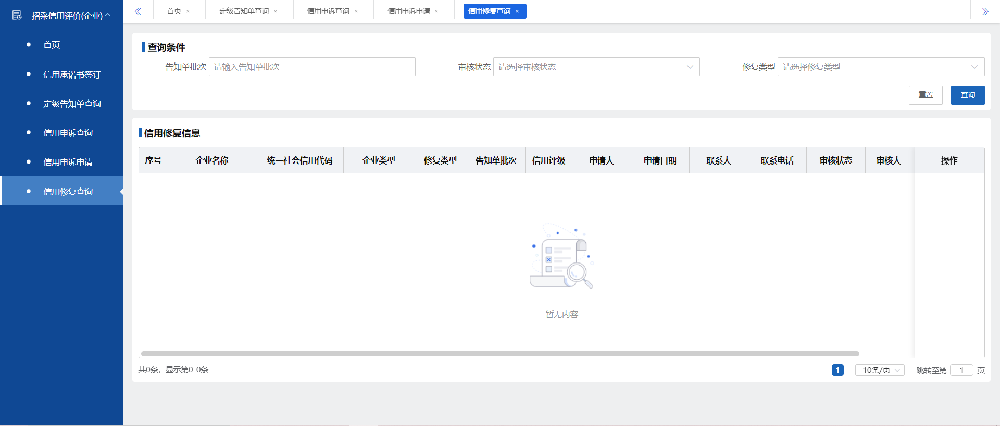 招采信用评价(企业)
首页
信用承诺书签订
定级告知单查询
信用申诉查询
信用申诉申请
信用修复查询
首页 × 定级告知单查询 × 信用申诉查询 × 信用申诉申请 × 信用修复查询 ×
查询条件
告知单批次 请输入告知单批次 审核状态 请选择审核状态 修复类型 请选择修复类型
重置 查询
信用修复信息
序号 企业名称 统一社会信用代码 企业类型 修复类型 告知单批次 信用评级 申请人 申请日期 联系人 联系电话 审核状态 审核人 操作
暂无内容
共0条，显示第0-0条 1 10条/页 跳转至第 1 页